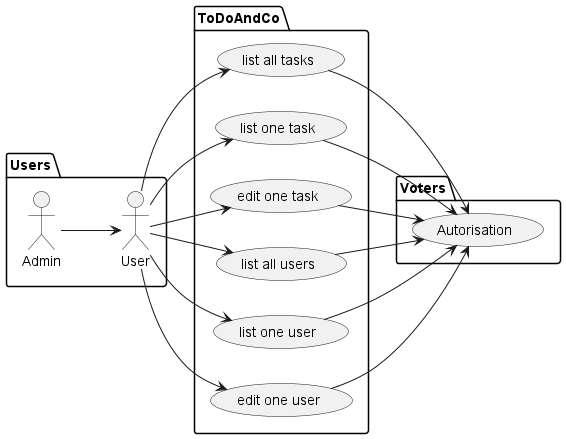 ToDoAndCo
list all tasks
list one task
edit one task
list all users
list one user
edit one user
Users
Admin
User
Voters
Autorisation